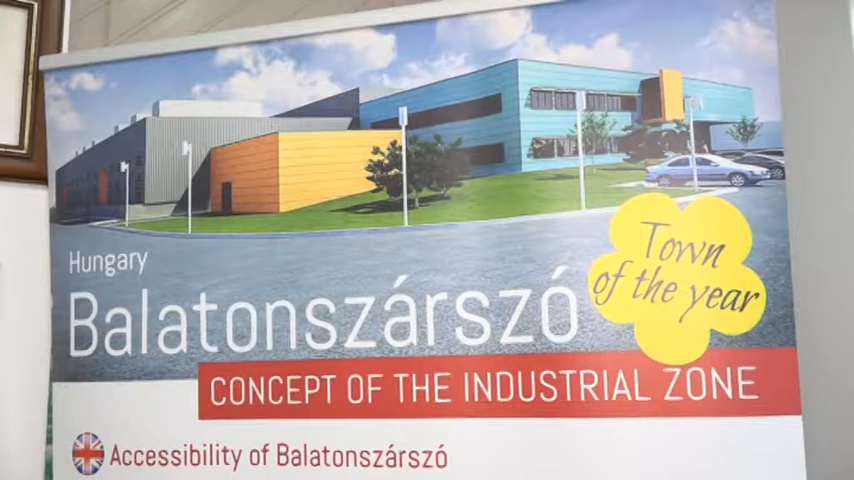 Hungary
Balatonszárszó
Town
of the year
CONCEPT OF THE INDUSTRIAL ZONE
Accessibility of Balatonszárszó